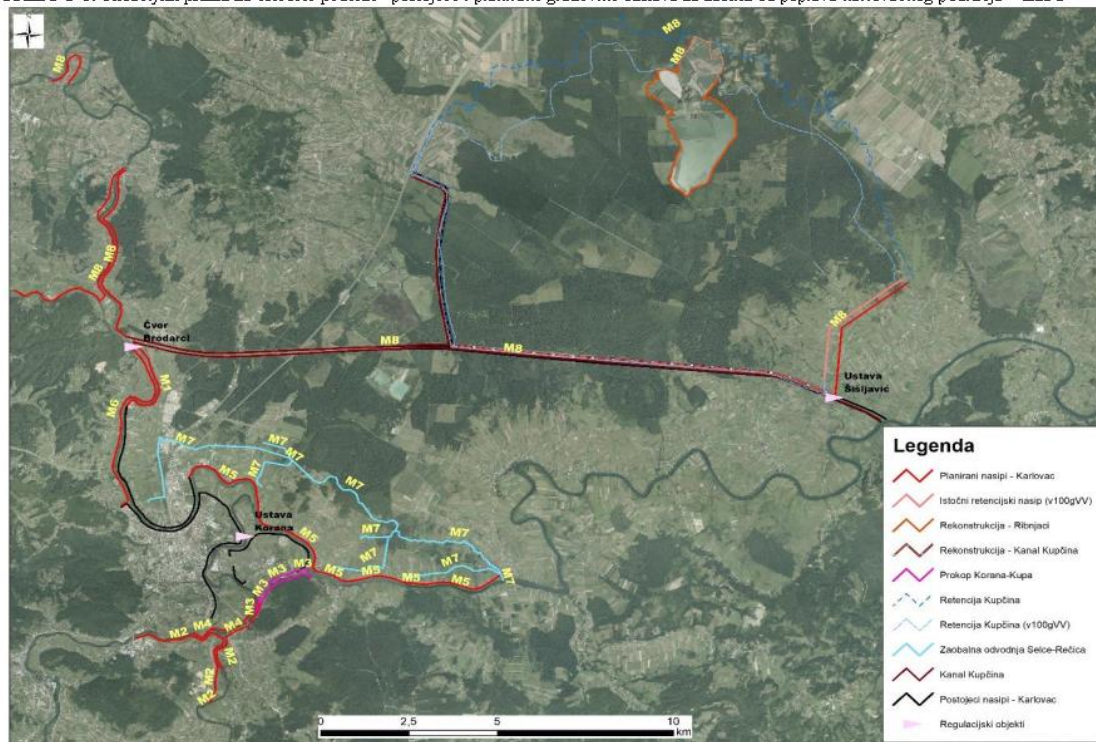 M8
M8
M8
M8
M8
M8
Čvor
Brodarci
M8
M8
Ustava
Šišljavić
M5
M6
M7
M7
M7
M7
M5
M7
Ustava
Korana
M5
M7
M7
M7
M5
M5
M5
M7
M3
M3
M3
M3
M2
M4
M4
M2
M2
M2
Legenda
Planirani nasipi - Karlovac
Istočni retencijski nasip (v100gVV)
Rekonstrukcija - Ribnjaci
Rekonstrukcija - Kanal Kupčina
Prokop Korana-Kupa
Retencija Kupčina
Retencija Kupčina (v100gVV)
Zaobalna odvodnja Selce-Rečica
Kanal Kupčina
Postojeci nasipi - Karlovac
Regulacijski objekti
0 2,5 5 10
km